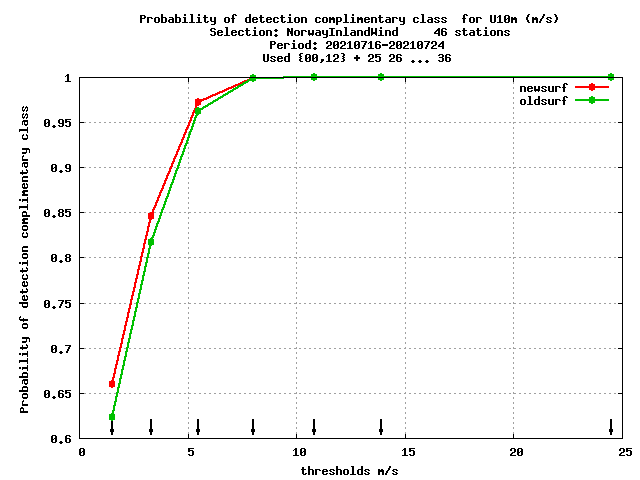 Probability of detection complimentary class  for U10m (m/s)
Selection: NorwayInlandWind     46 stations
Period: 20210716-20210724
Used {00,12} + 25 26 ... 36
Probability of detection complimentary class
1
0.95
0.9
0.85
0.8
0.75
0.7
0.65
0.6
newsurf
oldsurf
0 5 10 15 20 25
thresholds m/s